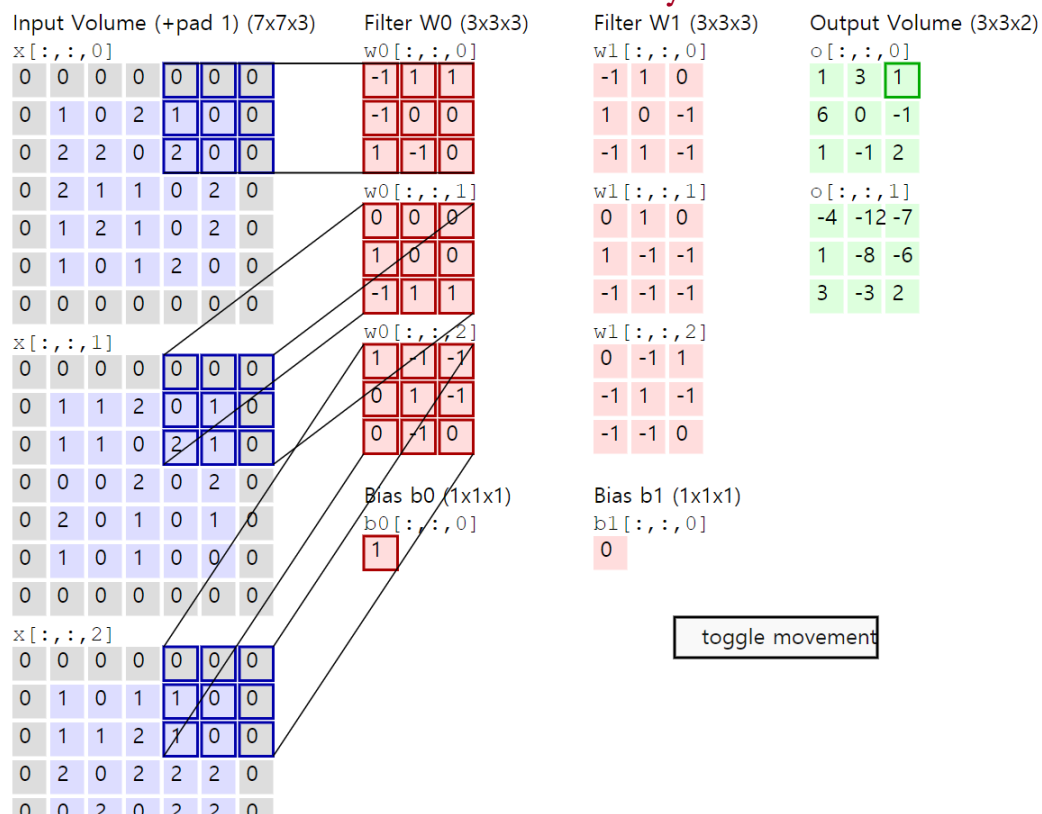 Input Volume (+pad 1) (7x7x3)
x[:,:,0]
0 0 0 0 0 0 0
0 1 0 2 1 0 0
0 2 2 0 2 0 0
0 2 1 1 0 2 0
0 1 2 1 0 2 0
0 1 0 1 2 0 0
0 0 0 0 0 0 0
x[:,:,1]
0 0 0 0 0 0 0
0 1 1 2 0 1 0
0 1 1 0 2 1 0
0 0 0 2 0 2 0
0 2 0 1 0 1 0
0 1 0 1 0 0 0
0 0 0 0 0 0 0
x[:,:,2]
0 0 0 0 0 0 0
0 1 0 1 1 0 0
0 1 1 2 1 0 0
0 2 0 2 2 2 0
0 0 2 0 2 2 0
Filter W0 (3x3x3)
w0[:,:,0]
-1 1 1
-1 0 0
1 -1 0
w0[:,:,1]
0 0 0
1 0 0
-1 1 1
w0[:,:,2]
1 -1 -1
0 1 -1
0 -1 0
Bias b0 (1x1x1)
b0[:,:,0]
1
Filter W1 (3x3x3)
w1[:,:,0]
-1 1 0
1 0 -1
-1 1 -1
w1[:,:,1]
0 1 0
1 -1 -1
-1 -1 -1
w1[:,:,2]
0 -1 1
-1 1 -1
-1 -1 0
Bias b1 (1x1x1)
b1[:,:,0]
0
Output Volume (3x3x2)
o[:,:,0]
1 3 1
6 0 -1
1 -1 2
o[:,:,1]
-4 -12 -7
1 -8 -6
3 -3 2
toggle movement